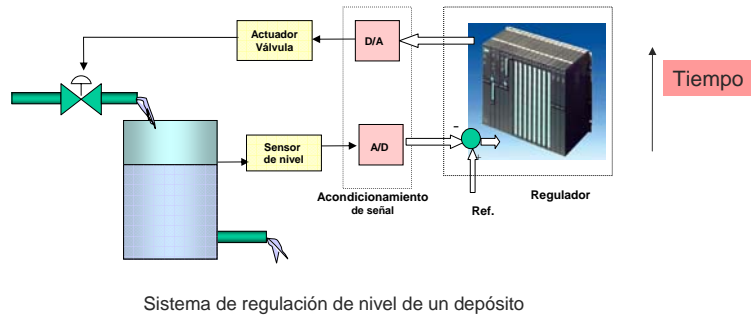 Actuador
Válvula
D/A
Tiempo
Sensor
de nivel
A/D
-
+
Acondicionamiento
de señal
Ref.
Regulador
Sistema de regulación de nivel de un depósito